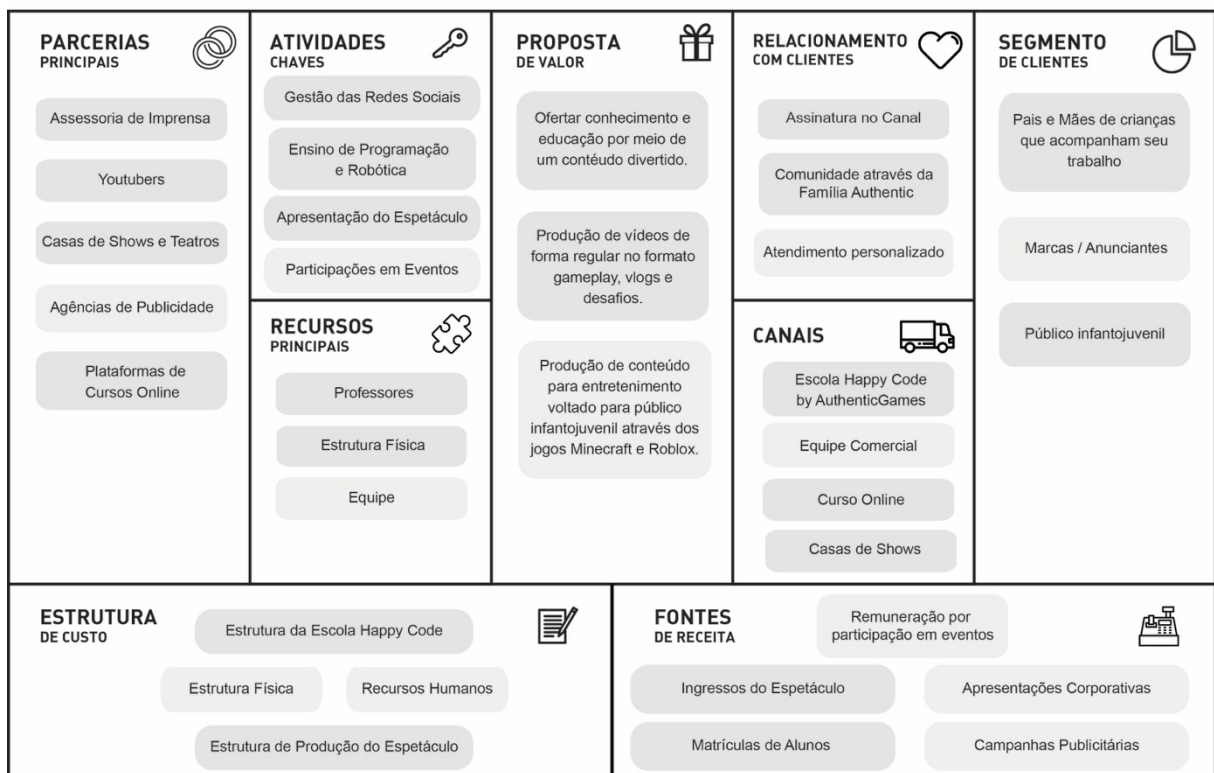 PARCERIAS
PRINCIPAIS
Assessoria de Imprensa
Youtubers
Casas de Shows e Teatros
Agências de Publicidade
Plataformas de
Cursos Online
ATIVIDADES
CHAVES
Gestão das Redes Sociais
Ensino de Programação
e Robótica
Apresentação do Espetáculo
Participações em Eventos
RECURSOS
PRINCIPAIS
Professores
Estrutura Física
Equipe
PROPOSTA
DE VALOR
Ofertar conhecimento e
educação por meio de
um contéudo divertido.
Produção de vídeos de
forma regular no formato
gameplay, vlogs e
desafios.
Produção de conteúdo
para entretenimento
voltado para público
infantojuvenil através dos
jogos Minecraft e Roblox.
RELACIONAMENTO
COM CLIENTES
Assinatura no Canal
Comunidade através da
Família Authentic
Atendimento personalizado
CANAIS
Escola Happy Code
by AuthenticGames
Equipe Comercial
Curso Online
Casas de Shows
SEGMENTO
DE CLIENTES
Pais e Mães de crianças
que acompanham seu
trabalho
Marcas / Anunciantes
Público infantojuvenil
ESTRUTURA
DE CUSTO
Estrutura da Escola Happy Code
Estrutura Física
Recursos Humanos
Estrutura de Produção do Espetáculo
FONTES
DE RECEITA
Remuneração por
participação em eventos
Ingressos do Espetáculo
Apresentações Corporativas
Matrículas de Alunos
Campanhas Publicitárias